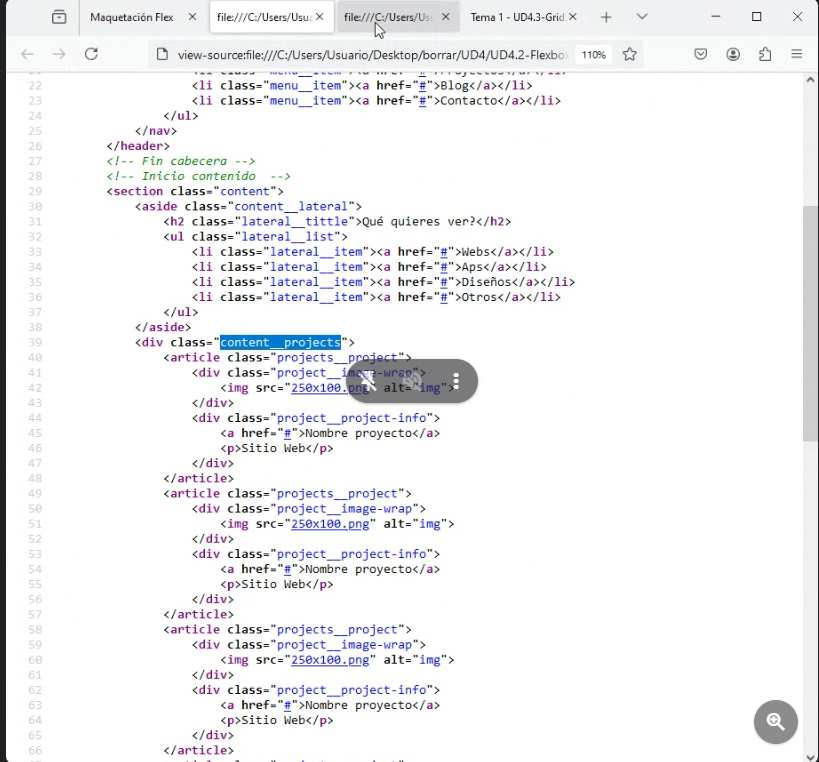 Maquetación Flex
file:///C:/Users/Usua
file:///C:/Users/Usu
Tema 1 - UD4.3-Grid
view-source:file:///C:/Users/Usuario/Desktop/borrar/UD4/UD4.2-Flexbox
110%
22 <li class="menu__item"><a href="#">Blog</a></li>
23 <li class="menu__item"><a href="#">Contacto</a></li>
24 </ul>
25 </nav>
26 </header>
27 <!-- Fin cabecera -->
28 <!-- Inicio contenido  -->
29 <section class="content">
30 <aside class="content__lateral">
31 <h2 class="lateral__tittle">Qué quieres ver?</h2>
32 <ul class="lateral__list">
33 <li class="lateral__item"><a href="#">Webs</a></li>
34 <li class="lateral__item"><a href="#">Aps</a></li>
35 <li class="lateral__item"><a href="#">Diseños</a></li>
36 <li class="lateral__item"><a href="#">Otros</a></li>
37 </ul>
38 </aside>
39 <div class="content__projects">
40 <article class="projects__project">
41 <div class="project__image-wrap">
42 <img src="250x100.png" alt="img">
43 </div>
44 <div class="project__project-info">
45 <a href="#">Nombre proyecto</a>
46 <p>Sitio Web</p>
47 </div>
48 </article>
49 <article class="projects__project">
50 <div class="project__image-wrap">
51 <img src="250x100.png" alt="img">
52 </div>
53 <div class="project__project-info">
54 <a href="#">Nombre proyecto</a>
55 <p>Sitio Web</p>
56 </div>
57 </article>
58 <article class="projects__project">
59 <div class="project__image-wrap">
60 <img src="250x100.png" alt="img">
61 </div>
62 <div class="project__project-info">
63 <a href="#">Nombre proyecto</a>
64 <p>Sitio Web</p>
65 </div>
66 </article>